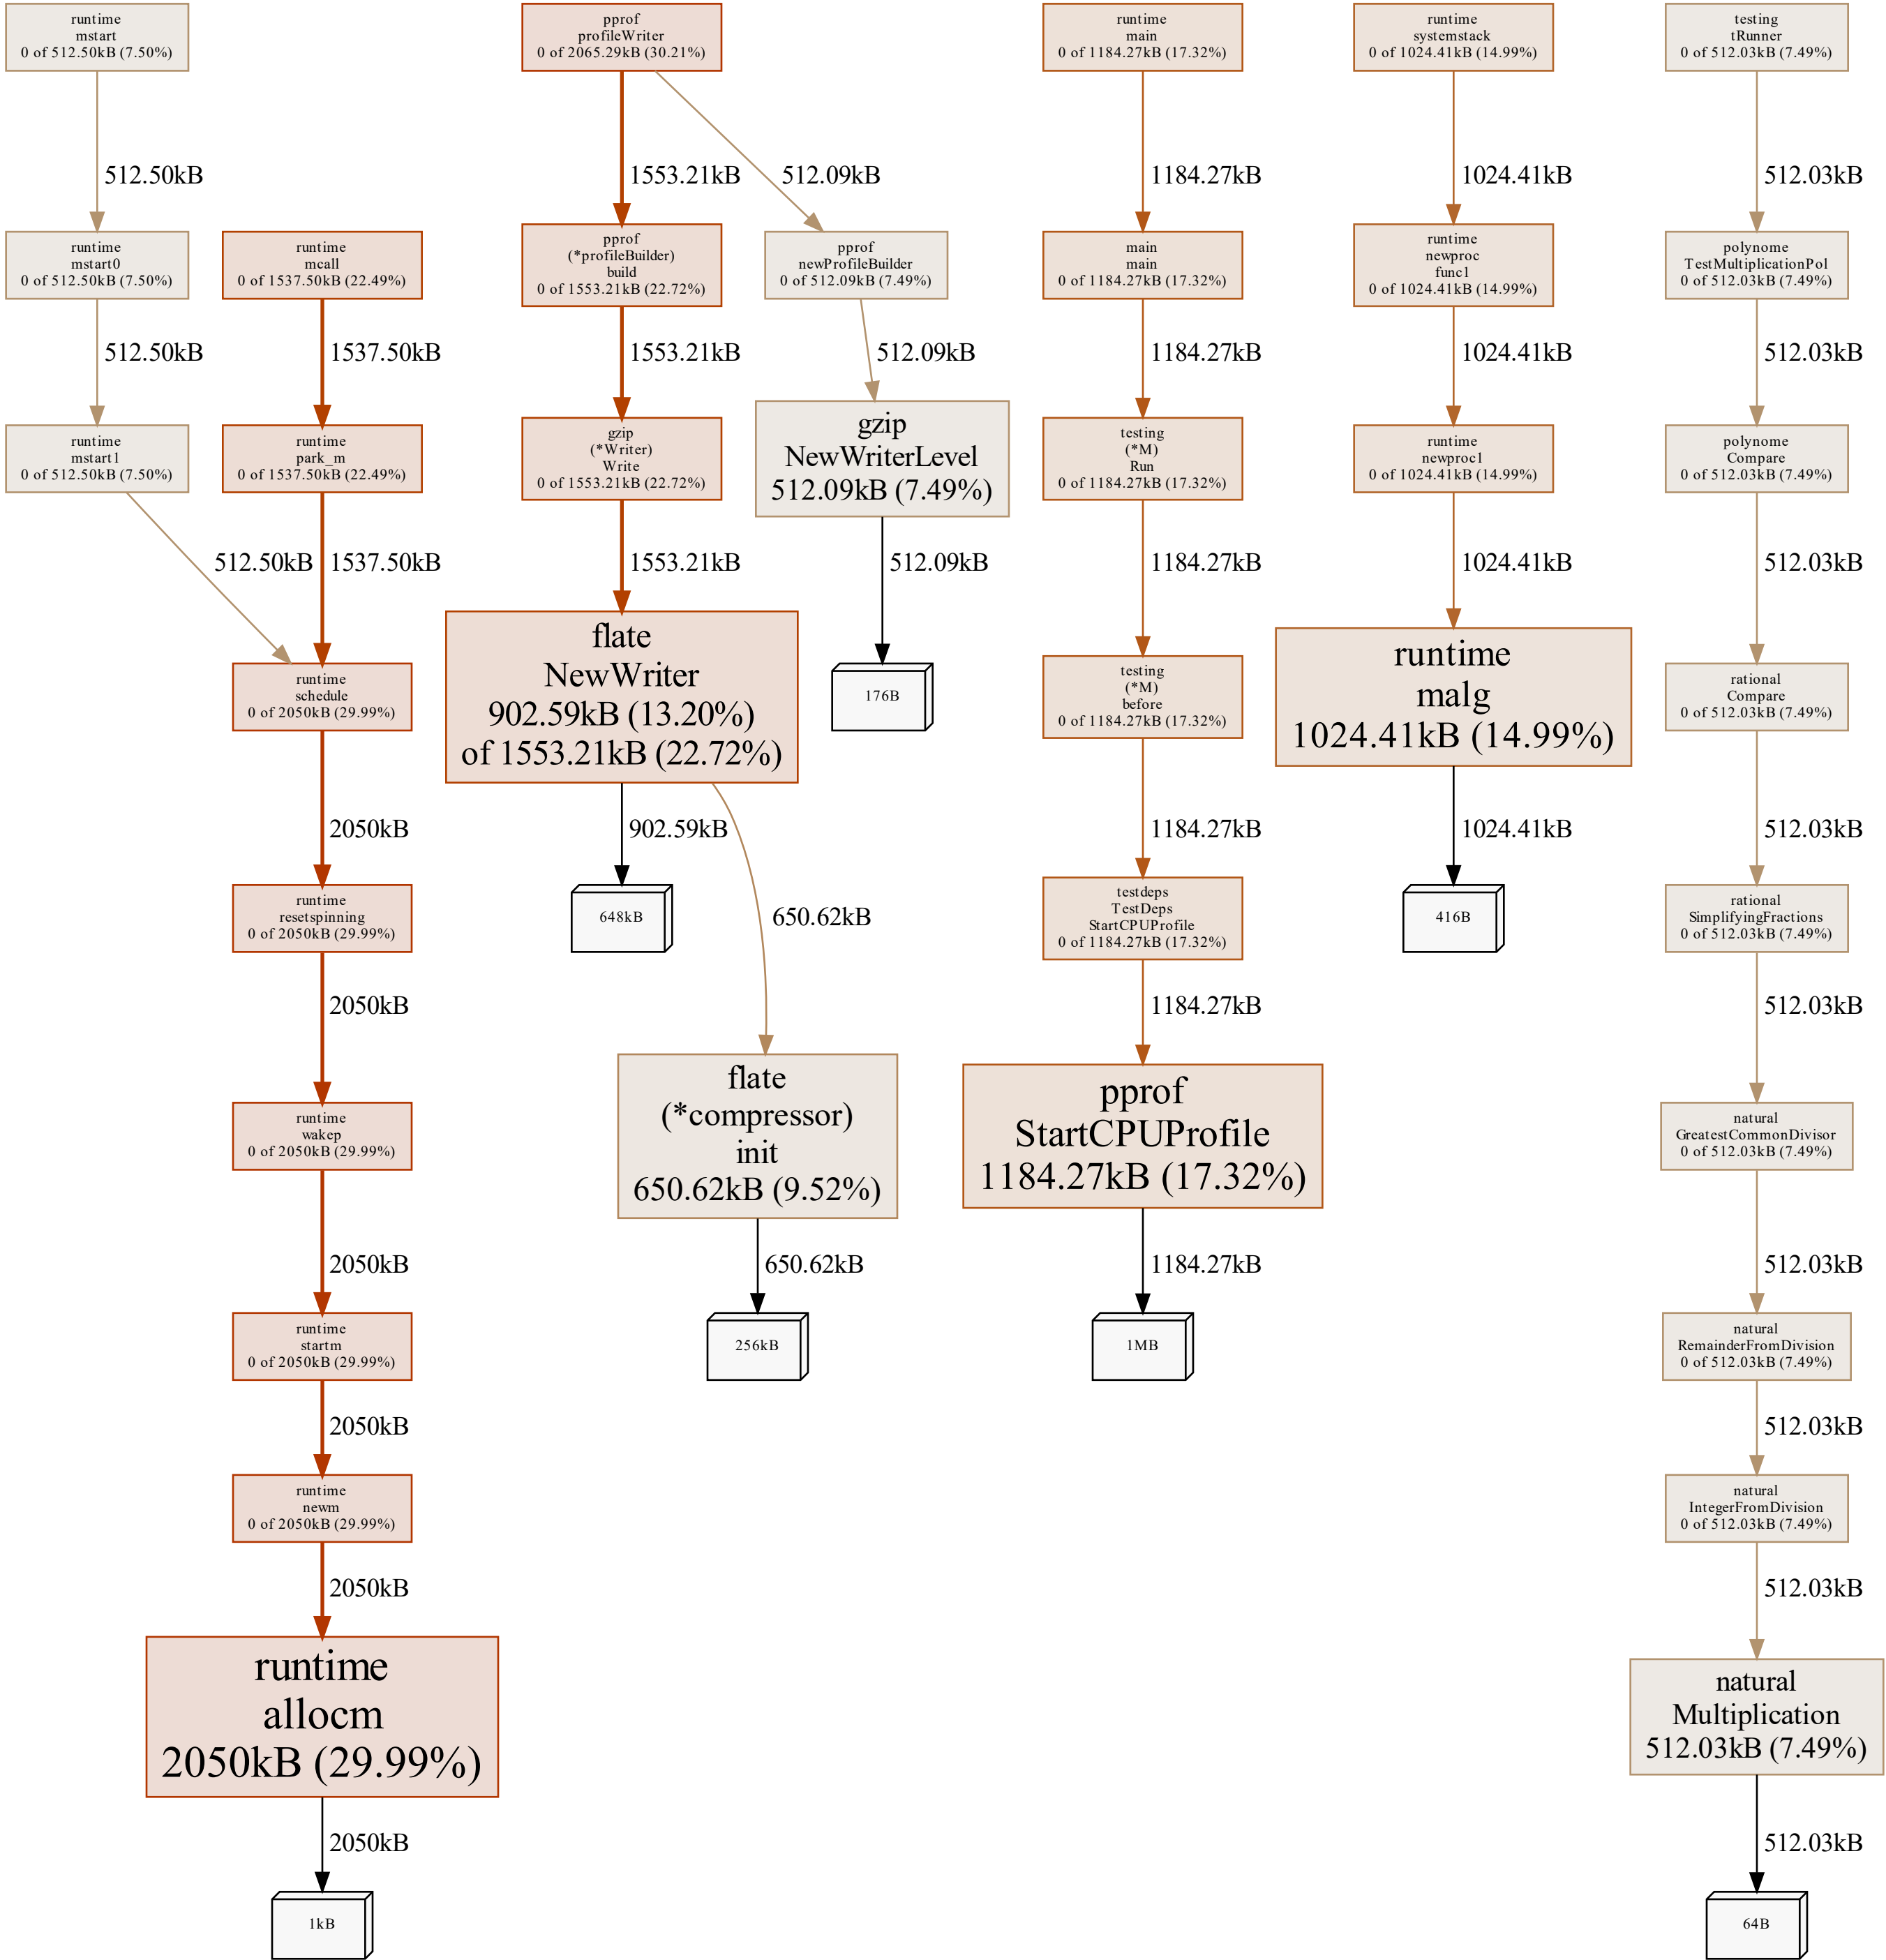 runtime
mstart
0 of 512.50kB (7.50%)
pprof
profileWriter
0 of 2065.29kB (30.21%)
runtime
main
0 of 1184.27kB (17.32%)
runtime
systemstack
0 of 1024.41kB (14.99%)
testing
tRunner
0 of 512.03kB (7.49%)
512.50kB
1553.21kB
512.09kB
1184.27kB
1024.41kB
512.03kB
runtime
mstart0
0 of 512.50kB (7.50%)
runtime
mcall
0 of 1537.50kB (22.49%)
pprof
(*profileBuilder)
build
0 of 1553.21kB (22.72%)
pprof
newProfileBuilder
0 of 512.09kB (7.49%)
main
main
0 of 1184.27kB (17.32%)
runtime
newproc
func1
0 of 1024.41kB (14.99%)
polynome
TestMultiplicationPol
0 of 512.03kB (7.49%)
512.50kB
1537.50kB
1553.21kB
512.09kB
1184.27kB
1024.41kB
512.03kB
runtime
mstart1
0 of 512.50kB (7.50%)
runtime
park_m
0 of 1537.50kB (22.49%)
gzip
(*Writer)
Write
0 of 1553.21kB (22.72%)
gzip
NewWriterLevel
512.09kB (7.49%)
testing
(*M)
Run
0 of 1184.27kB (17.32%)
runtime
newproc1
0 of 1024.41kB (14.99%)
polynome
Compare
0 of 512.03kB (7.49%)
512.50kB
1537.50kB
1553.21kB
512.09kB
1184.27kB
1024.41kB
512.03kB
runtime
schedule
0 of 2050kB (29.99%)
flate
NewWriter
902.59kB (13.20%)
of 1553.21kB (22.72%)
176B
testing
(*M)
before
0 of 1184.27kB (17.32%)
runtime
malg
1024.41kB (14.99%)
rational
Compare
0 of 512.03kB (7.49%)
2050kB
902.59kB
650.62kB
1184.27kB
1024.41kB
512.03kB
runtime
resetspinning
0 of 2050kB (29.99%)
648kB
testdeps
TestDeps
StartCPUProfile
0 of 1184.27kB (17.32%)
416B
rational
SimplifyingFractions
0 of 512.03kB (7.49%)
2050kB
1184.27kB
512.03kB
runtime
wakep
0 of 2050kB (29.99%)
flate
(*compressor)
init
650.62kB (9.52%)
pprof
StartCPUProfile
1184.27kB (17.32%)
natural
GreatestCommonDivisor
0 of 512.03kB (7.49%)
2050kB
650.62kB
1184.27kB
512.03kB
runtime
startm
0 of 2050kB (29.99%)
256kB
1MB
natural
RemainderFromDivision
0 of 512.03kB (7.49%)
2050kB
512.03kB
runtime
newm
0 of 2050kB (29.99%)
natural
IntegerFromDivision
0 of 512.03kB (7.49%)
2050kB
512.03kB
runtime
allocm
2050kB (29.99%)
natural
Multiplication
512.03kB (7.49%)
2050kB
512.03kB
1kB
64B